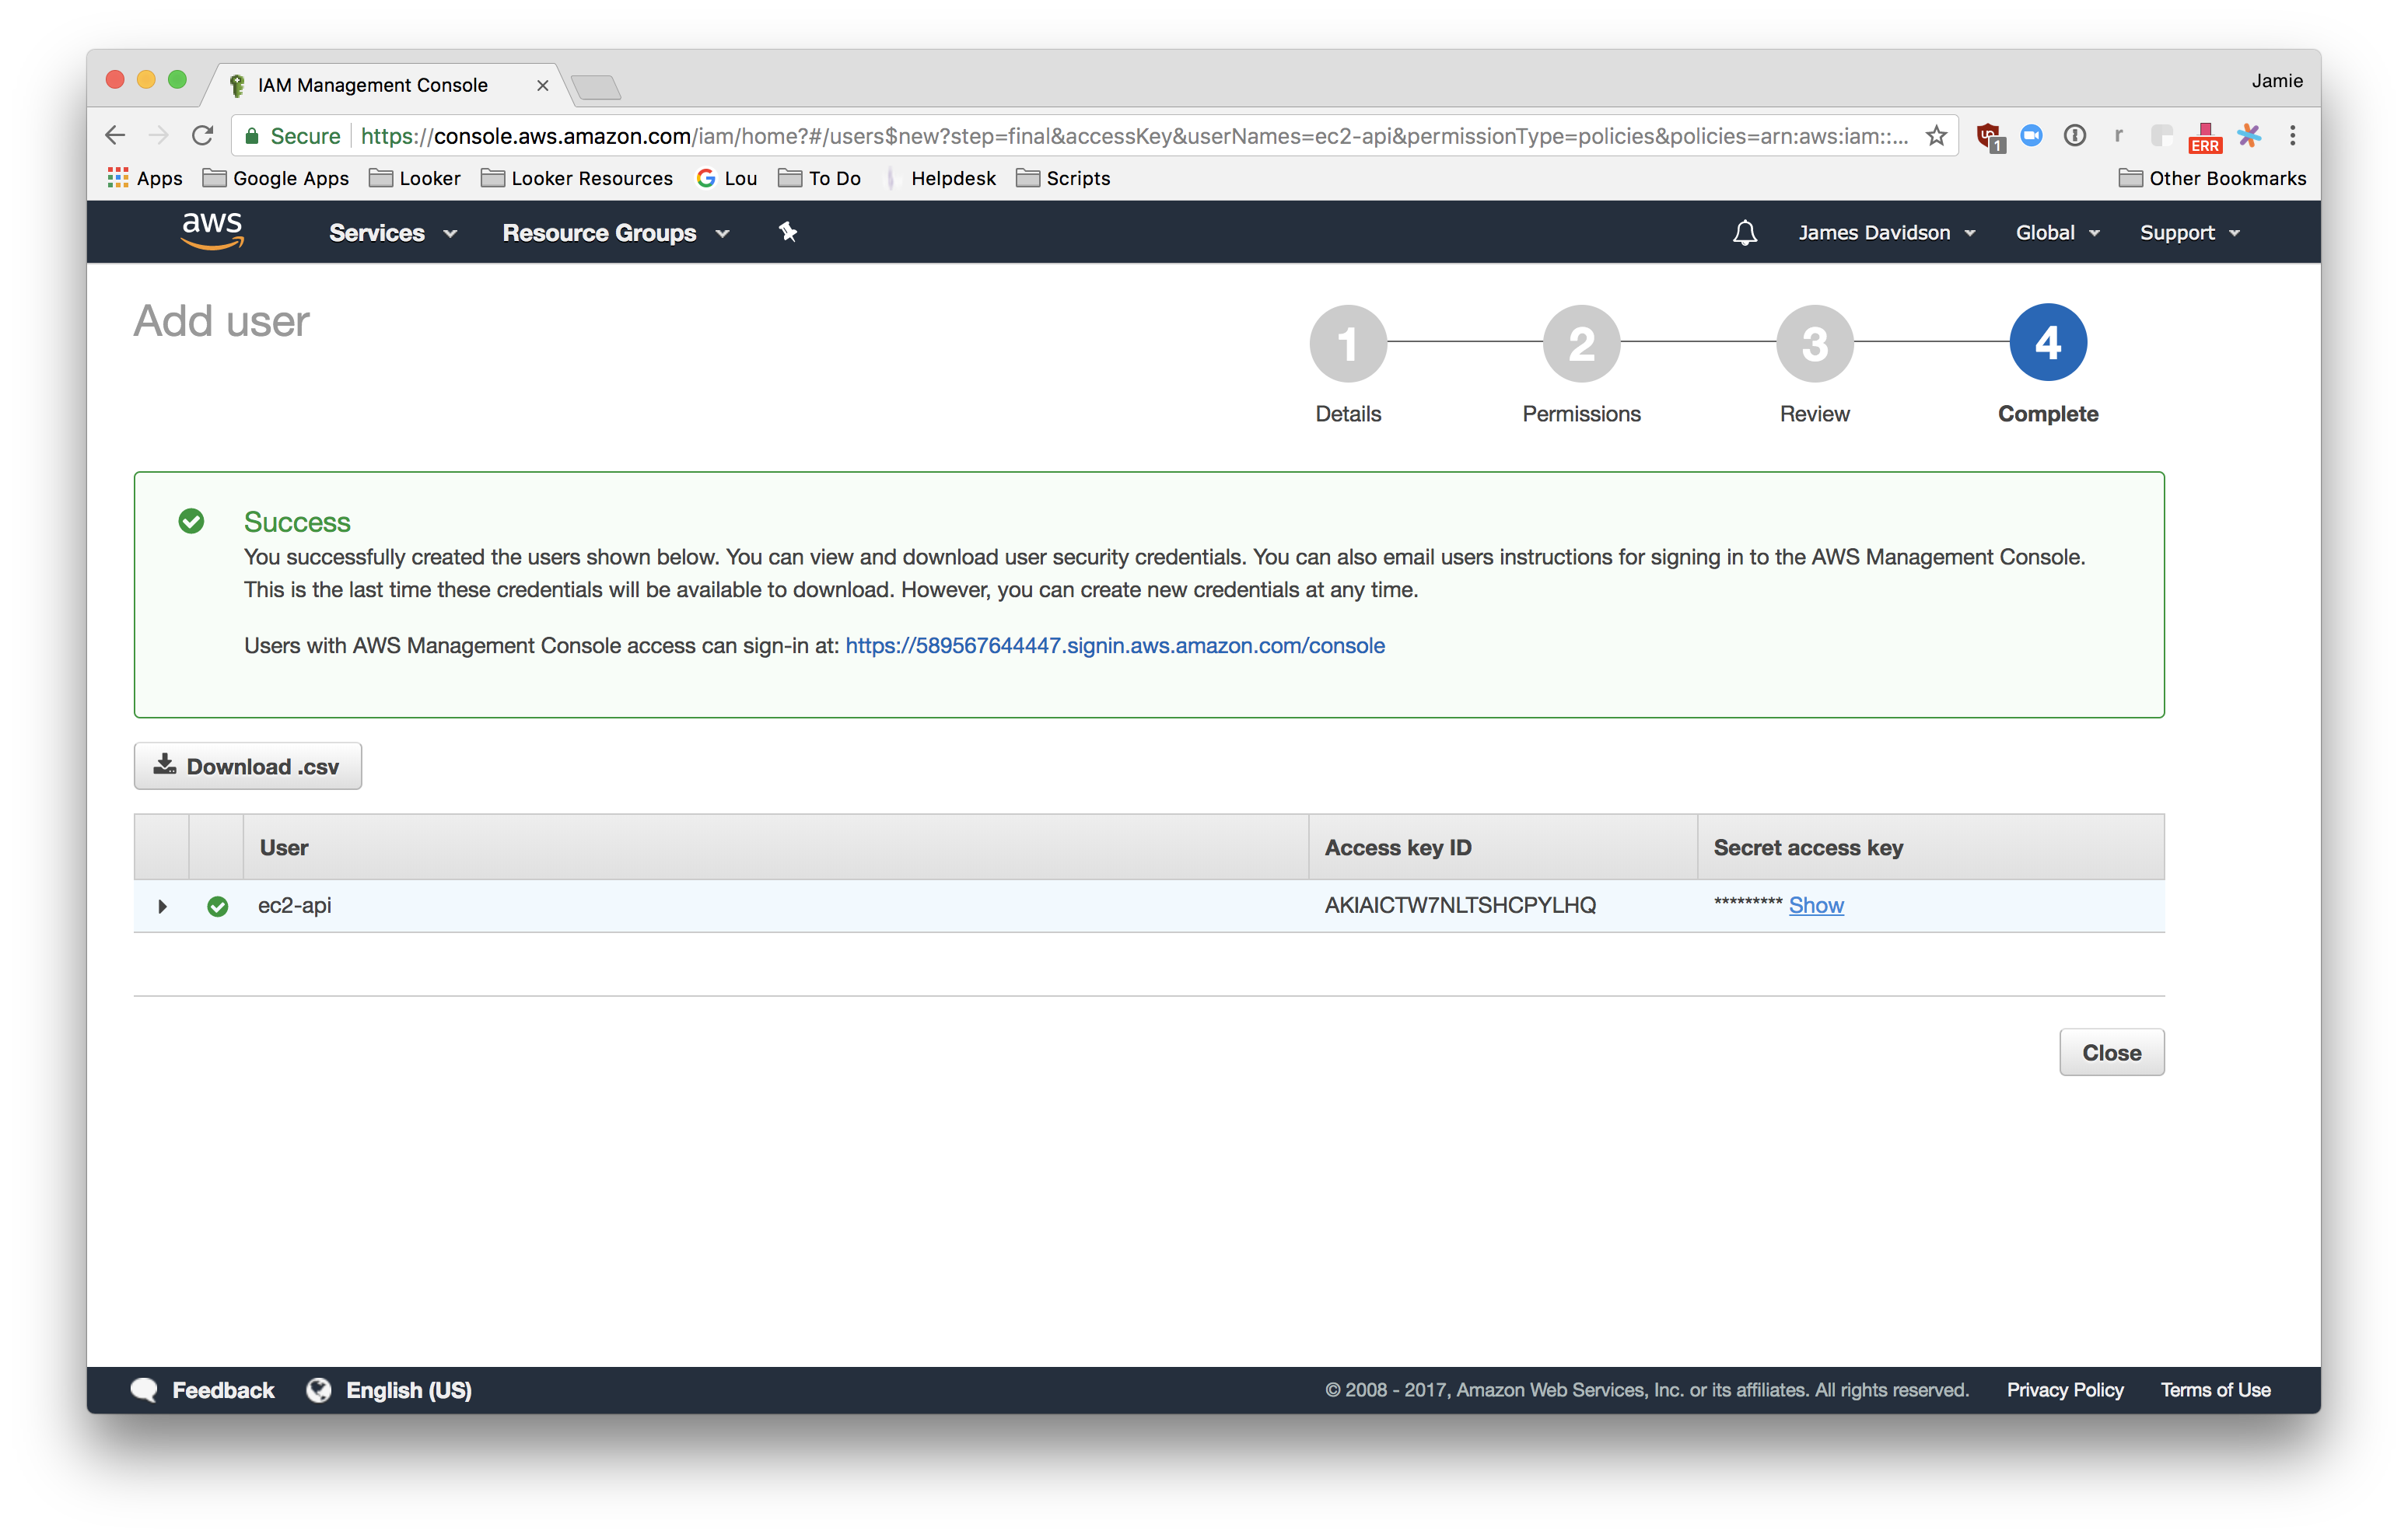 IAM Management Console
Jamie
Secure https://console.aws.amazon.com/iam/home?#/users$new?step=final&accessKey&userNames=ec2-api&permissionType=policies&policies=arn:aws:iam::...
1
r
ERR
Apps Google Apps Looker Looker Resources Lou To Do Helpdesk Scripts Other Bookmarks
aws Services Resource Groups James Davidson Global Support
Add user
1 2 3 4
Details Permissions Review Complete
Success
You successfully created the users shown below. You can view and download user security credentials. You can also email users instructions for signing in to the AWS Management Console.
This is the last time these credentials will be available to download. However, you can create new credentials at any time.
Users with AWS Management Console access can sign-in at: https://589567644447.signin.aws.amazon.com/console
Download .csv
User Access key ID Secret access key
ec2-api AKIAICTW7NLTSHCPYLHQ ********* Show
Close
Feedback English (US) © 2008 - 2017, Amazon Web Services, Inc. or its affiliates. All rights reserved. Privacy Policy Terms of Use